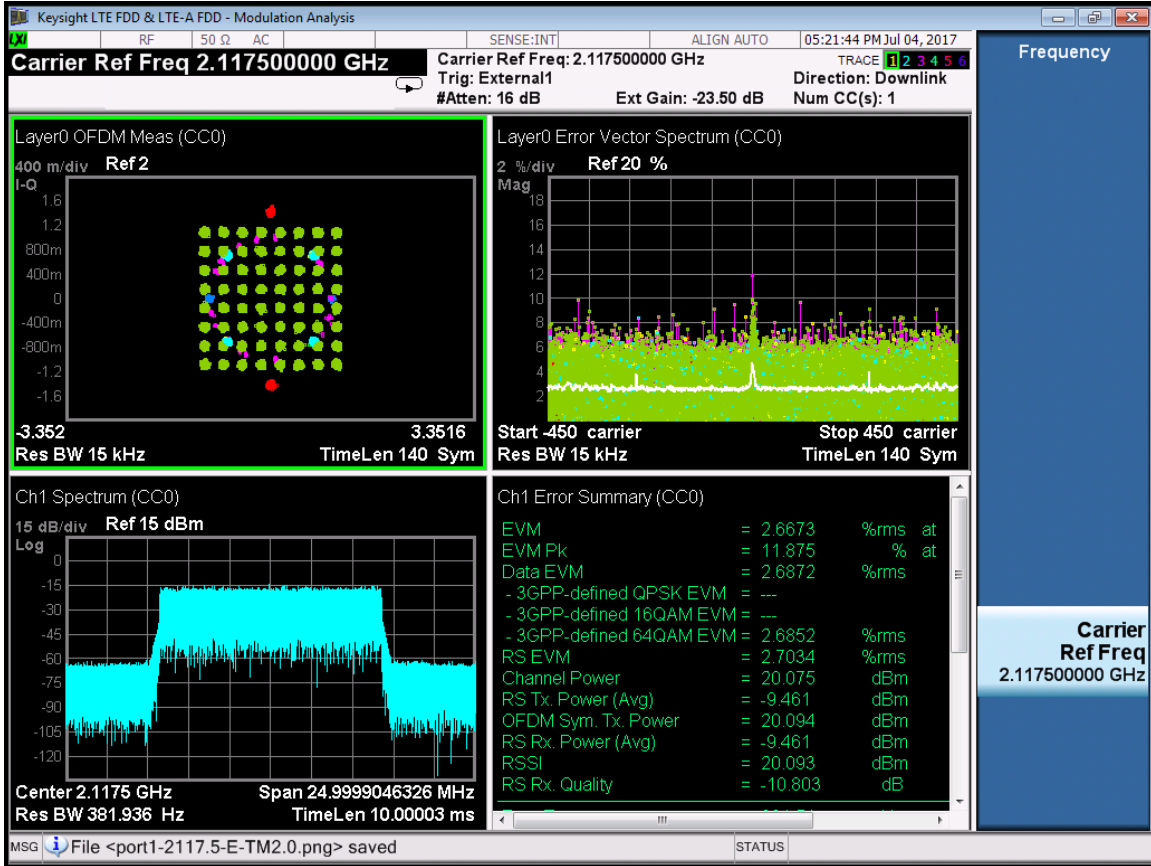 Keysight LTE FDD & LTE-A FDD - Modulation Analysis
LXI RF 50 Ω AC SENSE:INT ALIGN AUTO 05:21:44 PM Jul 04, 2017
Carrier Ref Freq 2.117500000 GHz
Carrier Ref Freq: 2.117500000 GHz
Trig: External1
#Atten: 16 dB Ext Gain: -23.50 dB
TRACE 1 2 3 4 5 6
Direction: Downlink
Num CC(s): 1
Frequency
Layer0 OFDM Meas (CC0)
400 m/div Ref 2
I-Q
1.6
1.2
800m
400m
0
-400m
-800m
-1.2
-1.6
-3.352 3.3516
Res BW 15 kHz TimeLen 140 Sym
Layer0 Error Vector Spectrum (CC0)
2 %/div Ref 20 %
Mag
18
16
14
12
10
8
6
4
2
Start -450 carrier Stop 450 carrier
Res BW 15 kHz TimeLen 140 Sym
Ch1 Spectrum (CC0)
15 dB/div Ref 15 dBm
Log
0
-15
-30
-45
-60
-75
-90
-105
-120
Center 2.1175 GHz Span 24.9999046326 MHz
Res BW 381.936 Hz TimeLen 10.00003 ms
Ch1 Error Summary (CC0)
EVM = 2.6673 %rms at
EVM Pk = 11.875 % at
Data EVM = 2.6872 %rms
- 3GPP-defined QPSK EVM = ---
- 3GPP-defined 16QAM EVM = ---
- 3GPP-defined 64QAM EVM = 2.6852 %rms
RS EVM = 2.7034 %rms
Channel Power = 20.075 dBm
RS Tx. Power (Avg) = -9.461 dBm
OFDM Sym. Tx. Power = 20.094 dBm
RS Rx. Power (Avg) = -9.461 dBm
RSSI = 20.093 dBm
RS Rx. Quality = -10.803 dB
Carrier
Ref Freq
2.117500000 GHz
MSG File <port1-2117.5-E-TM2.0.png> saved STATUS